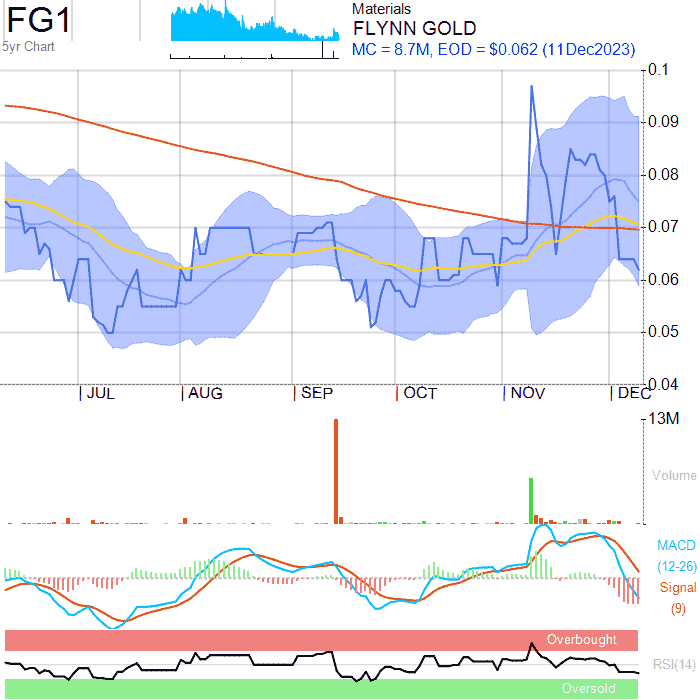 FG1
5yr Chart
Materials
FLYNN GOLD
MC = 8.7M, EOD = $0.062 (11Dec2023)
0.1
0.09
0.08
0.07
0.06
0.05
0.04
JUL AUG SEP OCT NOV DEC
13M
Volume
MACD
(12-26)
Signal
(9)
Overbought
RSI(14)
Oversold